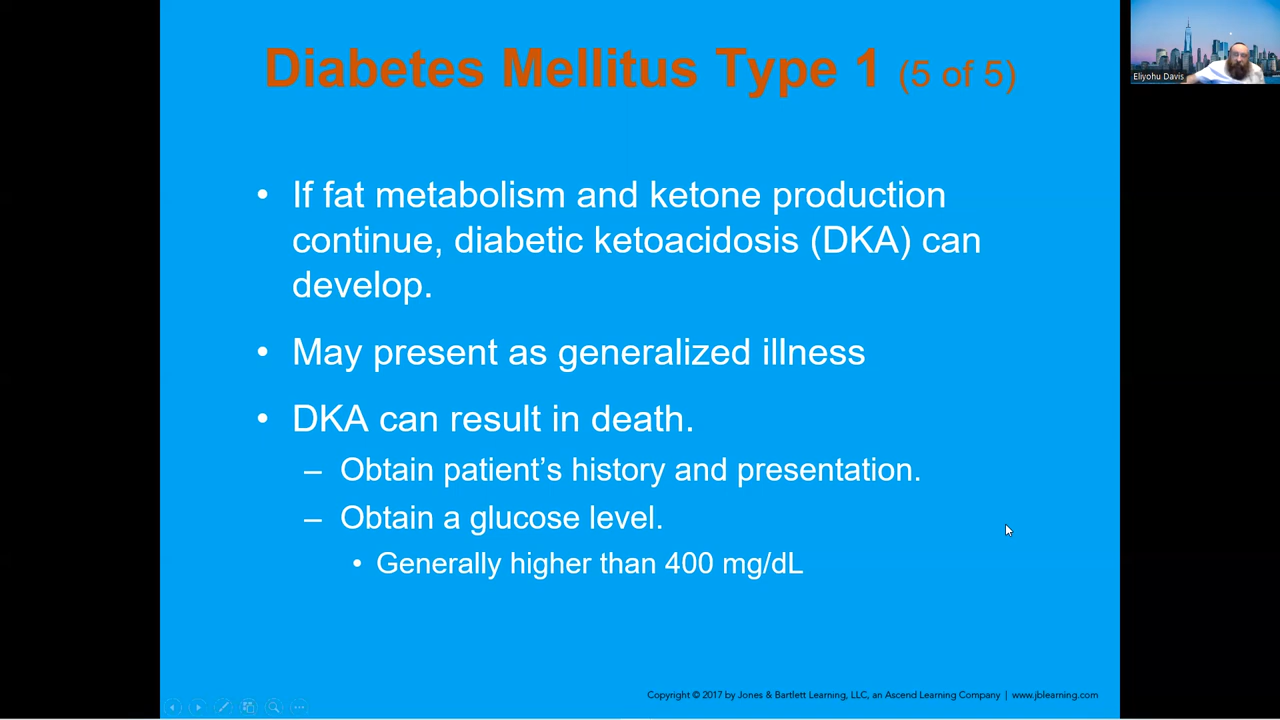 Diabetes Mellitus Type 1 (5 of 5)
• If fat metabolism and ketone production
continue, diabetic ketoacidosis (DKA) can
develop.
• May present as generalized illness
• DKA can result in death.
– Obtain patient’s history and presentation.
– Obtain a glucose level.
• Generally higher than 400 mg/dL
Copyright © 2017 by Jones & Bartlett Learning, LLC, an Ascend Learning Company | www.jblearning.com
Eliyohu Davis